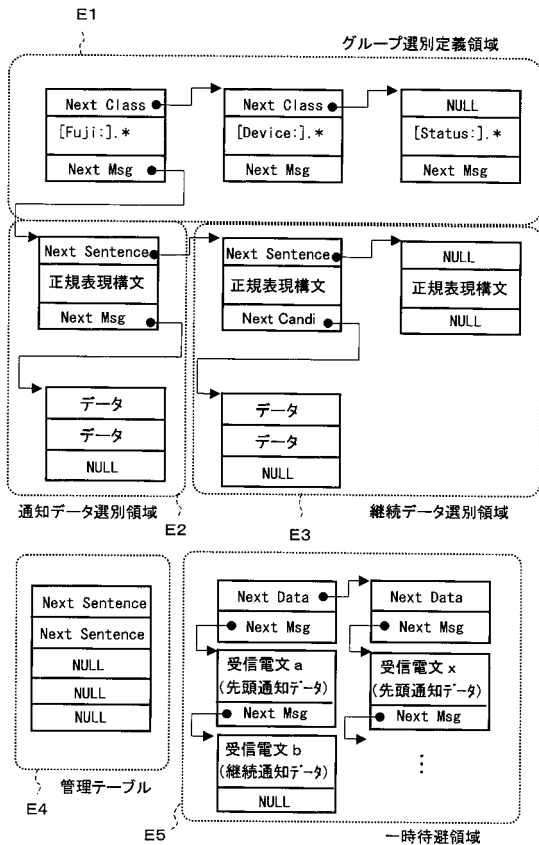 E1
グループ選別定義領域
Next Class
[Fuji:].*
Next Msg
Next Class
[Device:].*
Next Msg
NULL
[Status:].*
Next Msg
Next Sentence
正規表現構文
Next Msg
Next Sentence
正規表現構文
Next Candi
NULL
正規表現構文
NULL
データ
データ
NULL
データ
データ
NULL
通知データ選別領域
E2
E3
継続データ選別領域
Next Sentence
Next Sentence
NULL
NULL
NULL
E4
管理テーブル
Next Data
Next Msg
受信電文a
(先頭通知データ)
Next Msg
受信電文b
(継続通知データ)
NULL
Next Data
Next Msg
受信電文x
(先頭通知データ)
Next Msg
⋮
E5
一時待避領域